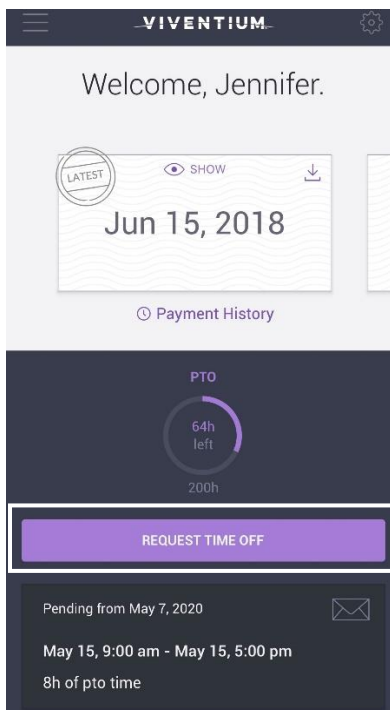 VIVENTIUM
Welcome, Jennifer.
LATEST
SHOW
Jun 15, 2018
Payment History
PTO
64h
left
200h
REQUEST TIME OFF
Pending from May 7, 2020
May 15, 9:00 am - May 15, 5:00 pm
8h of pto time